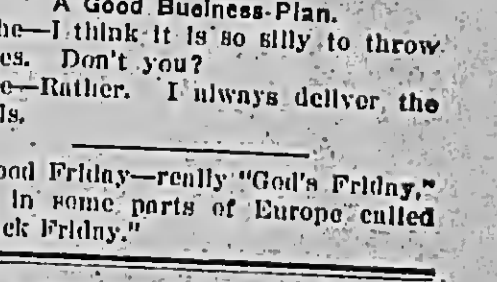 A Good Business-Plan.
he—I think it is so silly to throw
es. Don't you?
e—Rather. I always deliver the
ls.
ood Friday—really "God's Friday,"
in some parts of Europe called
ck Friday."